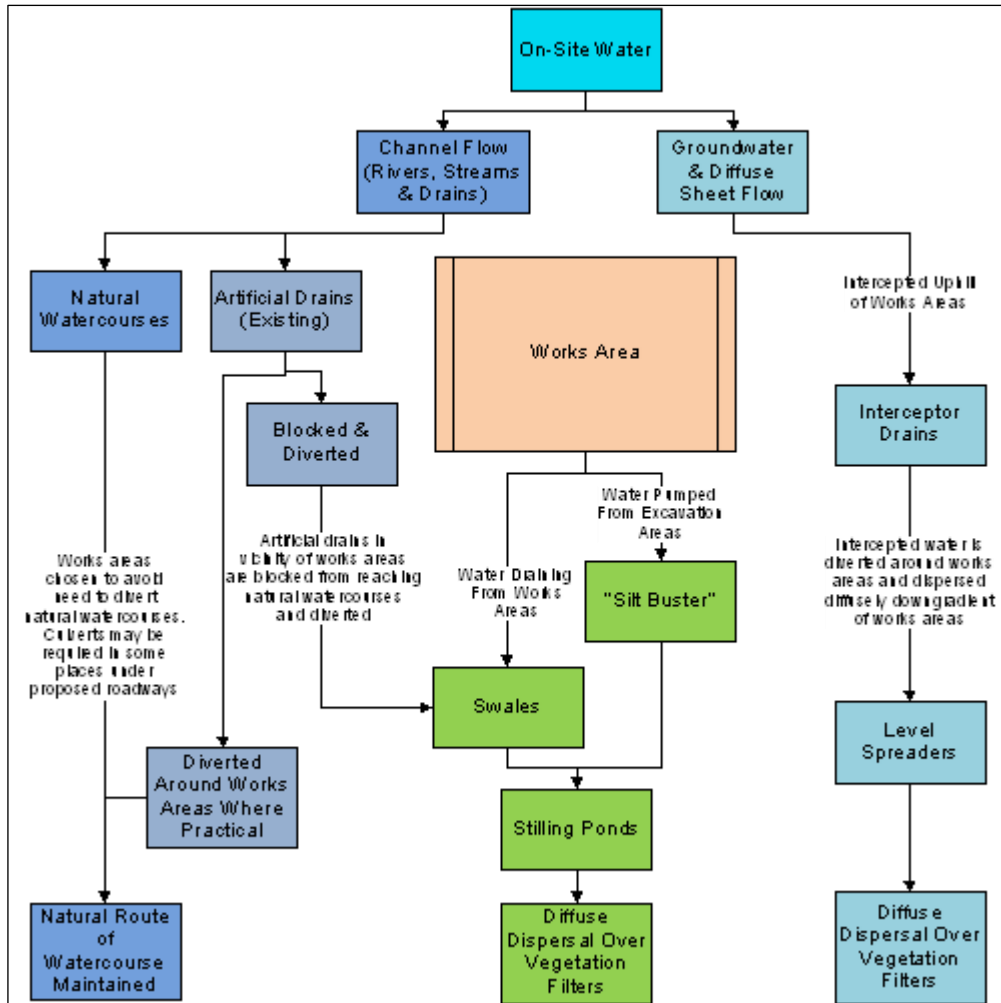 On-Site Water
Channel Flow
(Rivers, Streams
& Drains)
Groundwater
& Diffuse
Sheet Flow
Natural
Watercourses
Artificial Drains
(Existing)
Works Area
Intercepted Uphill
of Works Areas
Blocked &
Diverted
Interceptor
Drains
Water Pumped
From Excavation
Areas
Works areas
chosen to avoid
need to divert
natural watercourses.
Culverts may be
required in some
places under
proposed roadways
Artificial drains in
vicinity of works areas
are blocked from reaching
natural watercourses
and diverted
Water Draining
From Works
Areas
"Silt Buster"
Intercepted water is
diverted around works
areas and dispersed
diffusely downgradient
of works areas
Swales
Level
Spreaders
Diverted
Around Works
Areas Where
Practical
Stilling Ponds
Natural Route
of
Watercourse
Maintained
Diffuse
Dispersal Over
Vegetation
Filters
Diffuse
Dispersal Over
Vegetation
Filters